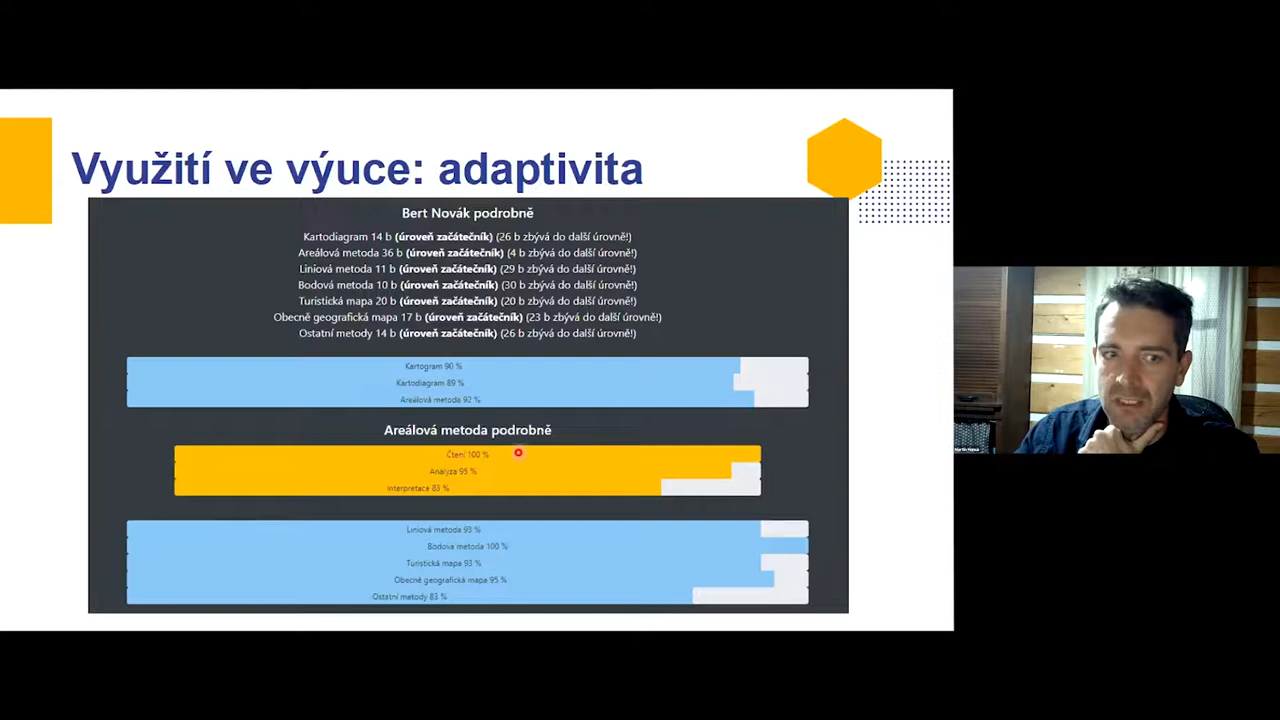 Využití ve výuce: adaptivita
Bert Novák podrobně
Kartodiagram 14 b (úroveň začátečník) (26 b zbývá do další úrovně!)
Areálová metoda 36 b (úroveň začátečník) (4 b zbývá do další úrovně!)
Liniová metoda 11 b (úroveň začátečník) (29 b zbývá do další úrovně!)
Bodová metoda 10 b (úroveň začátečník) (30 b zbývá do další úrovně!)
Turistická mapa 20 b (úroveň začátečník) (20 b zbývá do další úrovně!)
Obecně geografická mapa 17 b (úroveň začátečník) (23 b zbývá do další úrovně!)
Ostatní metody 14 b (úroveň začátečník) (26 b zbývá do další úrovně!)
Kartogram 90 %
Kartodiagram 89 %
Areálová metoda 92 %
Areálová metoda podrobně
Čtení 100 %
Analýza 95 %
Interpretace 83 %
Liniová metoda 93 %
Bodova metoda 100 %
Turistická mapa 93 %
Obecně geografická mapa 95 %
Ostatní metody 83 %